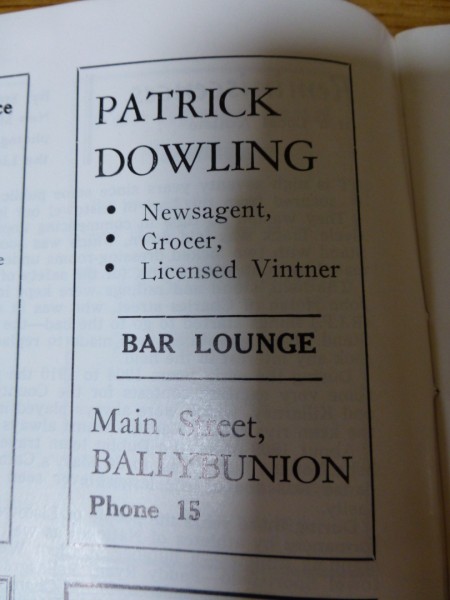 PATRICK
DOWLING
• Newsagent,
• Grocer,
• Licensed Vintner
BAR LOUNGE
Main Street,
BALLYBUNION
Phone 15